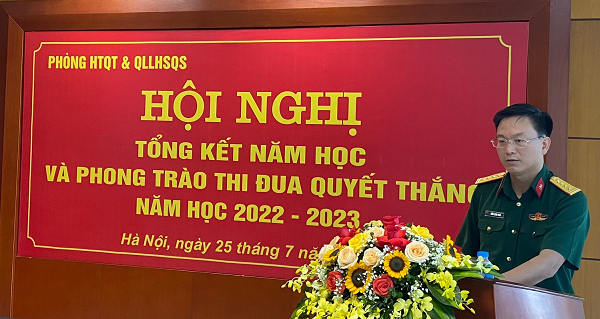 PHÒNG HTQT & QLLHSQS
HỘI NGHỊ
TỔNG KẾT NĂM HỌC
VÀ PHONG TRÀO THI ĐUA QUYẾT THẮNG
NĂM HỌC 2022 - 2023
Hà Nội, ngày 25 tháng 7 năm